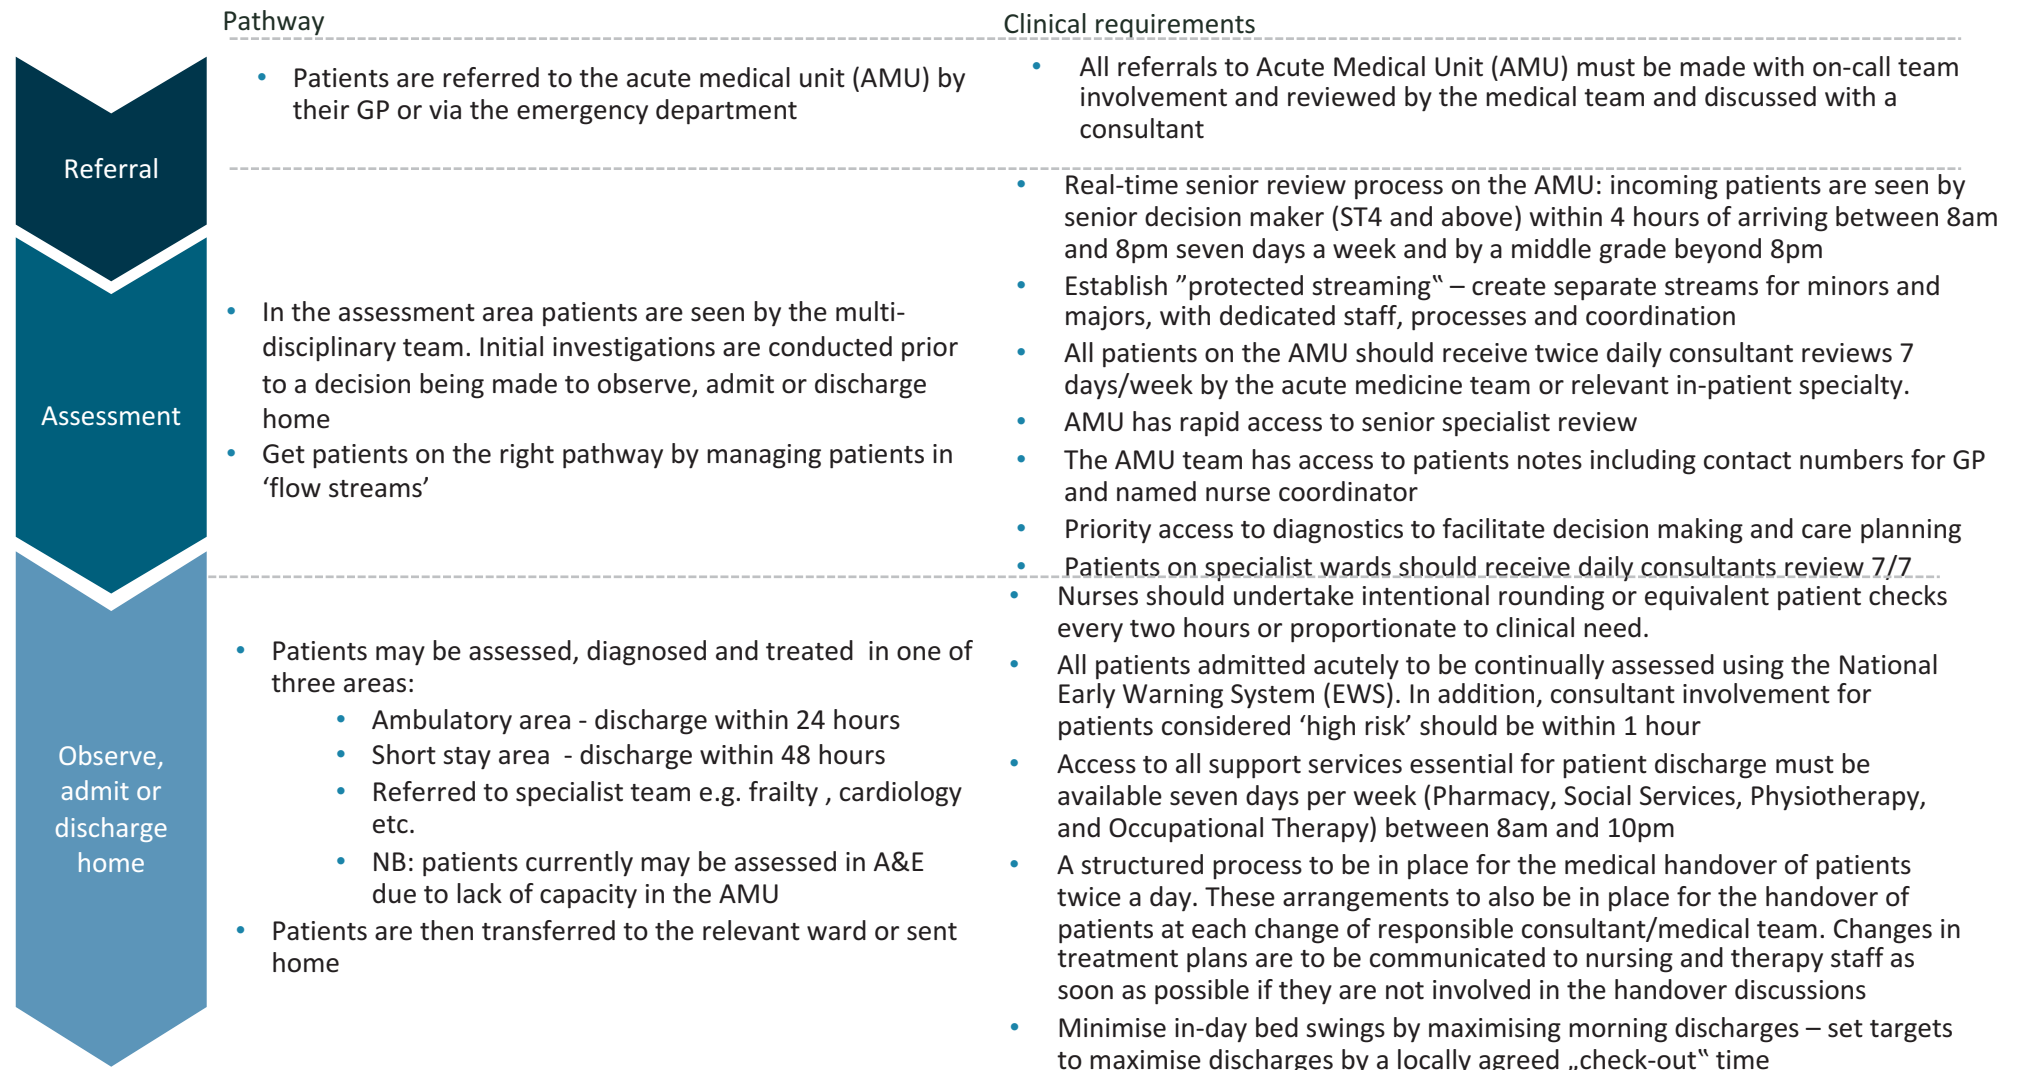 Pathway
Clinical requirements
Referral
• Patients are referred to the acute medical unit (AMU) by
their GP or via the emergency department
• All referrals to Acute Medical Unit (AMU) must be made with on-call team
involvement and reviewed by the medical team and discussed with a
consultant
Assessment
• In the assessment area patients are seen by the multi-
disciplinary team. Initial investigations are conducted prior
to a decision being made to observe, admit or discharge
home
• Get patients on the right pathway by managing patients in
‘flow streams’
• Real-time senior review process on the AMU: incoming patients are seen by
senior decision maker (ST4 and above) within 4 hours of arriving between 8am
and 8pm seven days a week and by a middle grade beyond 8pm
• Establish ”protected streaming‟ – create separate streams for minors and
majors, with dedicated staff, processes and coordination
• All patients on the AMU should receive twice daily consultant reviews 7
days/week by the acute medicine team or relevant in-patient specialty.
• AMU has rapid access to senior specialist review
• The AMU team has access to patients notes including contact numbers for GP
and named nurse coordinator
• Priority access to diagnostics to facilitate decision making and care planning
• Patients on specialist wards should receive daily consultants review 7/7
Observe,
admit or
discharge
home
• Patients may be assessed, diagnosed and treated  in one of
three areas:
• Ambulatory area - discharge within 24 hours
• Short stay area  - discharge within 48 hours
• Referred to specialist team e.g. frailty , cardiology
etc.
• NB: patients currently may be assessed in A&E
due to lack of capacity in the AMU
• Patients are then transferred to the relevant ward or sent
home
• Nurses should undertake intentional rounding or equivalent patient checks
every two hours or proportionate to clinical need.
• All patients admitted acutely to be continually assessed using the National
Early Warning System (EWS). In addition, consultant involvement for
patients considered ‘high risk’ should be within 1 hour
• Access to all support services essential for patient discharge must be
available seven days per week (Pharmacy, Social Services, Physiotherapy,
and Occupational Therapy) between 8am and 10pm
• A structured process to be in place for the medical handover of patients
twice a day. These arrangements to also be in place for the handover of
patients at each change of responsible consultant/medical team. Changes in
treatment plans are to be communicated to nursing and therapy staff as
soon as possible if they are not involved in the handover discussions
• Minimise in-day bed swings by maximising morning discharges – set targets
to maximise discharges by a locally agreed „check-out‟ time